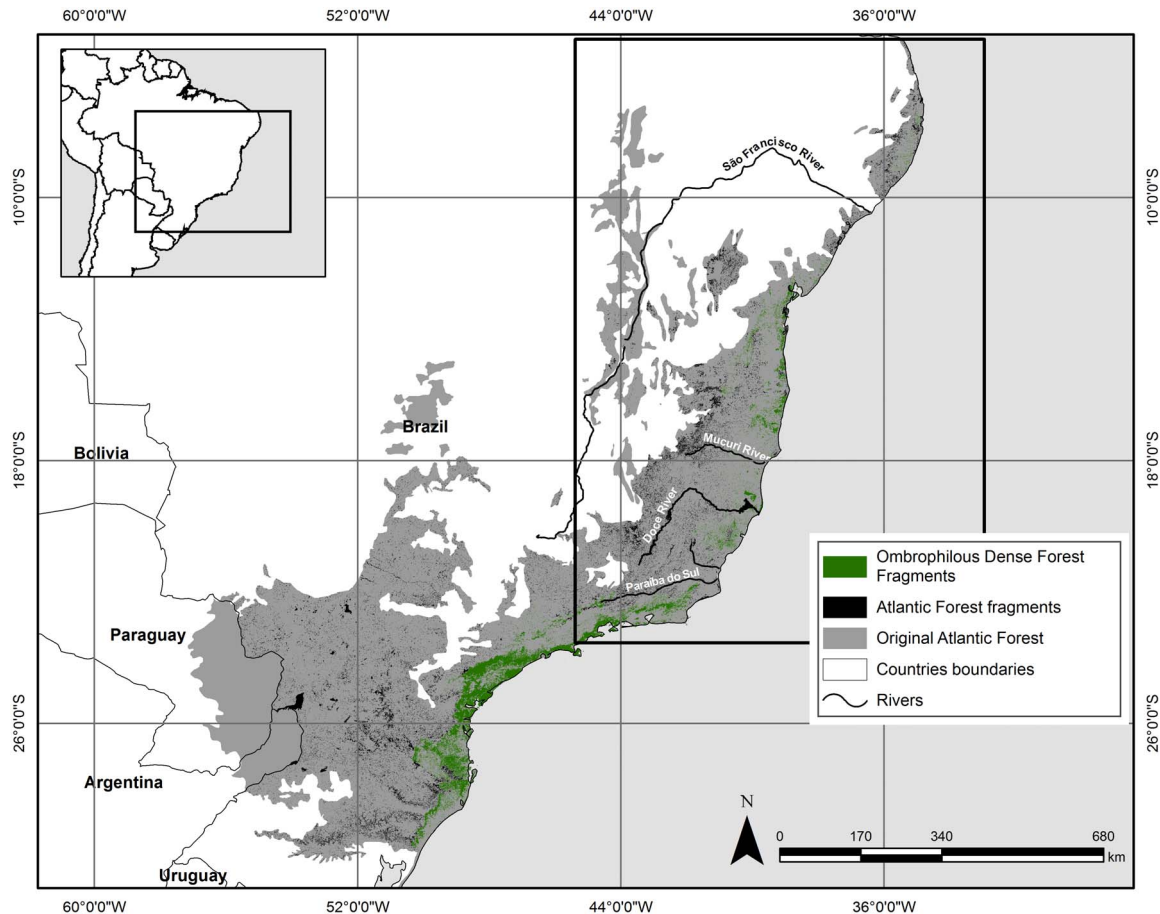 60°0'0"W 52°0'0"W 44°0'0"W 36°0'0"W
São Francisco River
10°0'0"S 10°0'0"S
Brazil
Mucuri River
Bolivia
18°0'0"S 18°0'0"S
Doce River
Ombrophilous Dense Forest
Fragments
Paraíba do Sul
Atlantic Forest fragments
Paraguay
Original Atlantic Forest
Countries boundaries
Rivers
26°0'0"S 26°0'0"S
Argentina
N
0 170 340 680
km
Uruguay
60°0'0"W 52°0'0"W 44°0'0"W 36°0'0"W